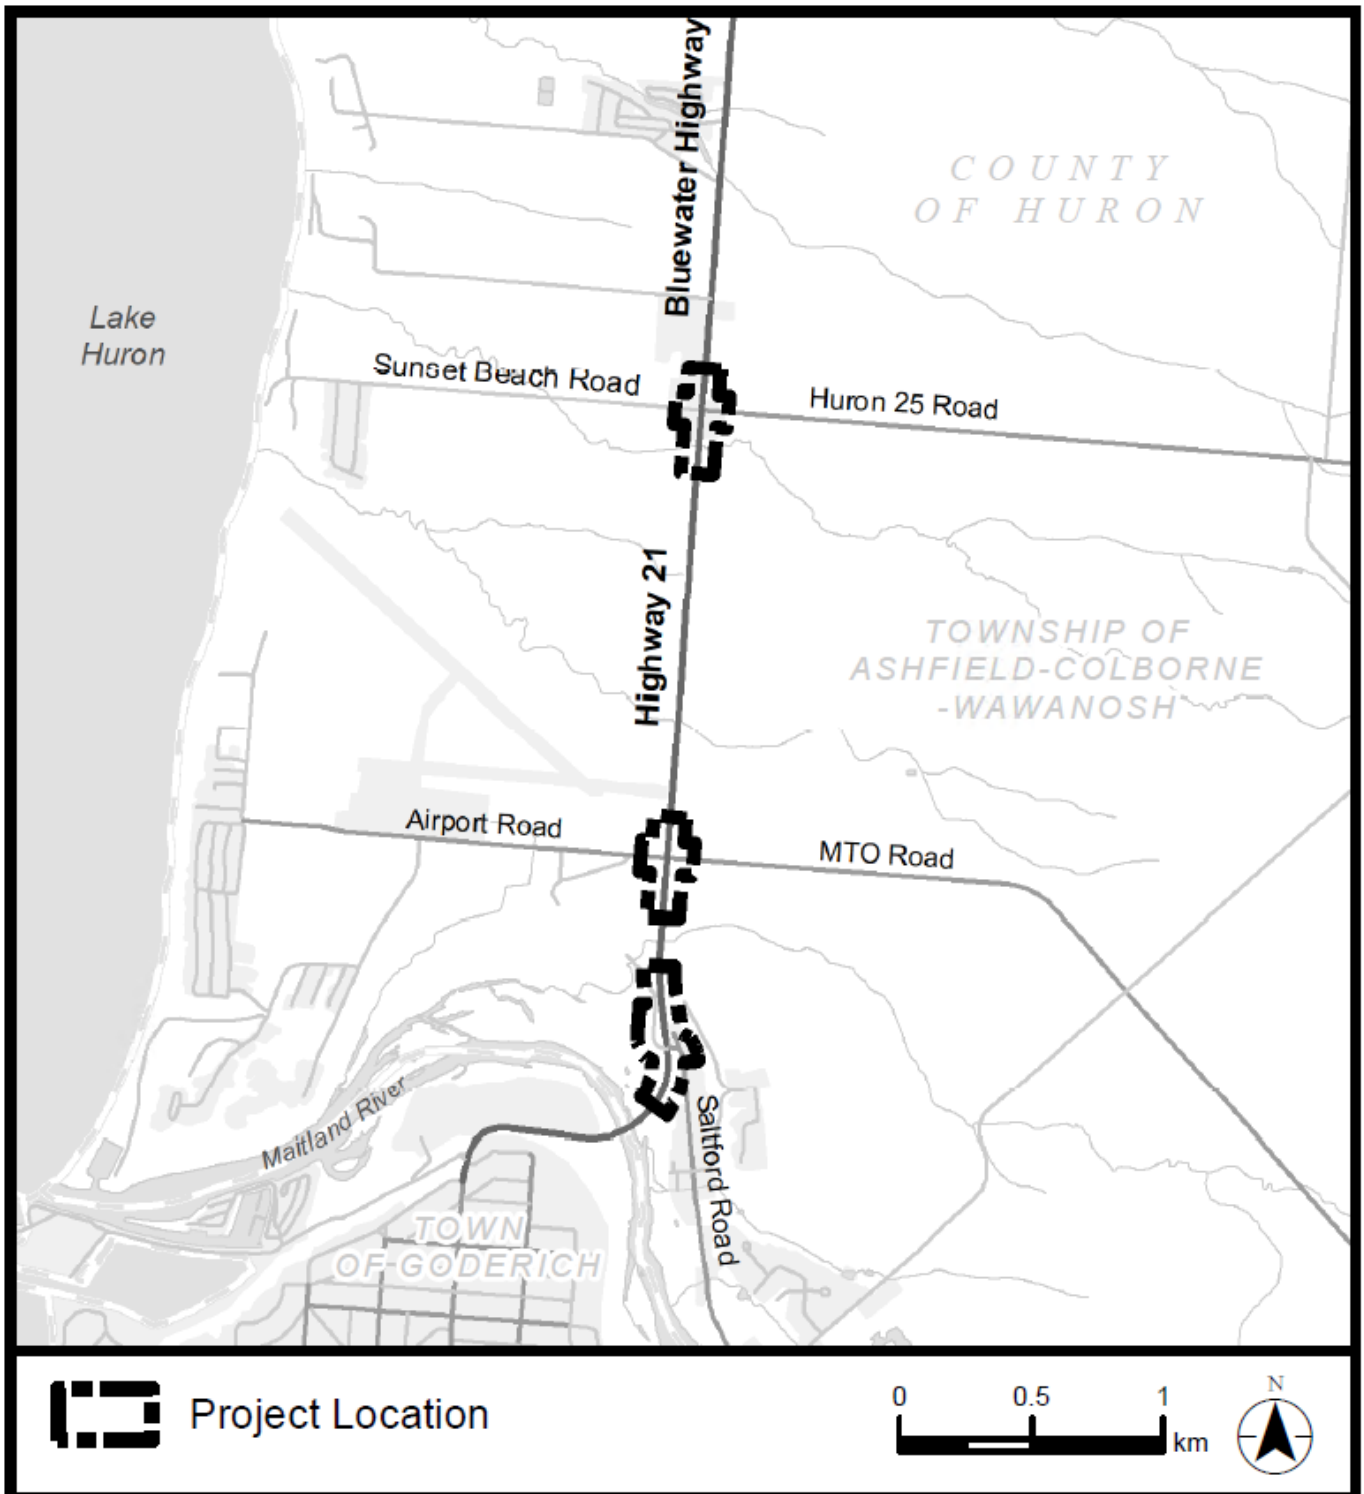 Bluewater Highway
COUNTY
OF HURON
Lake
Huron
Sunset Beach Road
Huron 25 Road
Highway 21
TOWNSHIP OF
ASHFIELD-COLBORNE
-WAWANOSH
Airport Road
MTO Road
Maitland River
Saltford Road
TOWN
OF GODERICH
Project Location
0 0.5 1
km
N